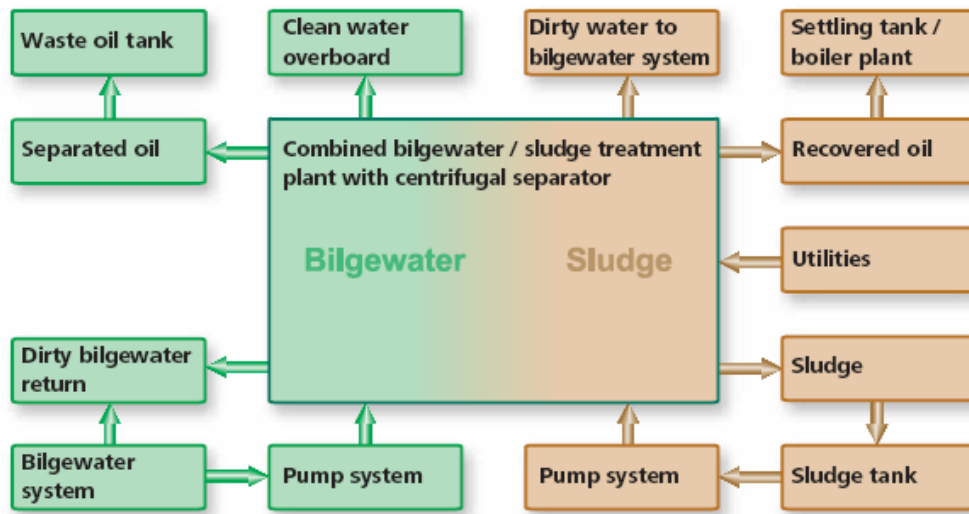 Waste oil tank
Clean water
overboard
Dirty water to
bilgewater system
Settling tank /
boiler plant
Separated oil
Combined bilgewater / sludge treatment
plant with centrifugal separator
Recovered oil
Bilgewater
Sludge
Utilities
Dirty bilgewater
return
Sludge
Bilgewater
system
Pump system
Pump system
Sludge tank